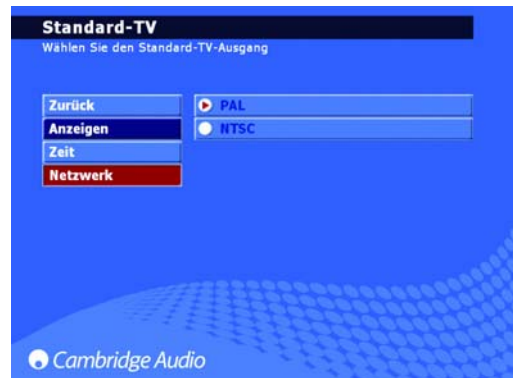 Standard-TV
Wählen Sie den Standard-TV-Ausgang
Zurück
PAL
Anzeigen
NTSC
Zeit
Netzwerk
Cambridge Audio